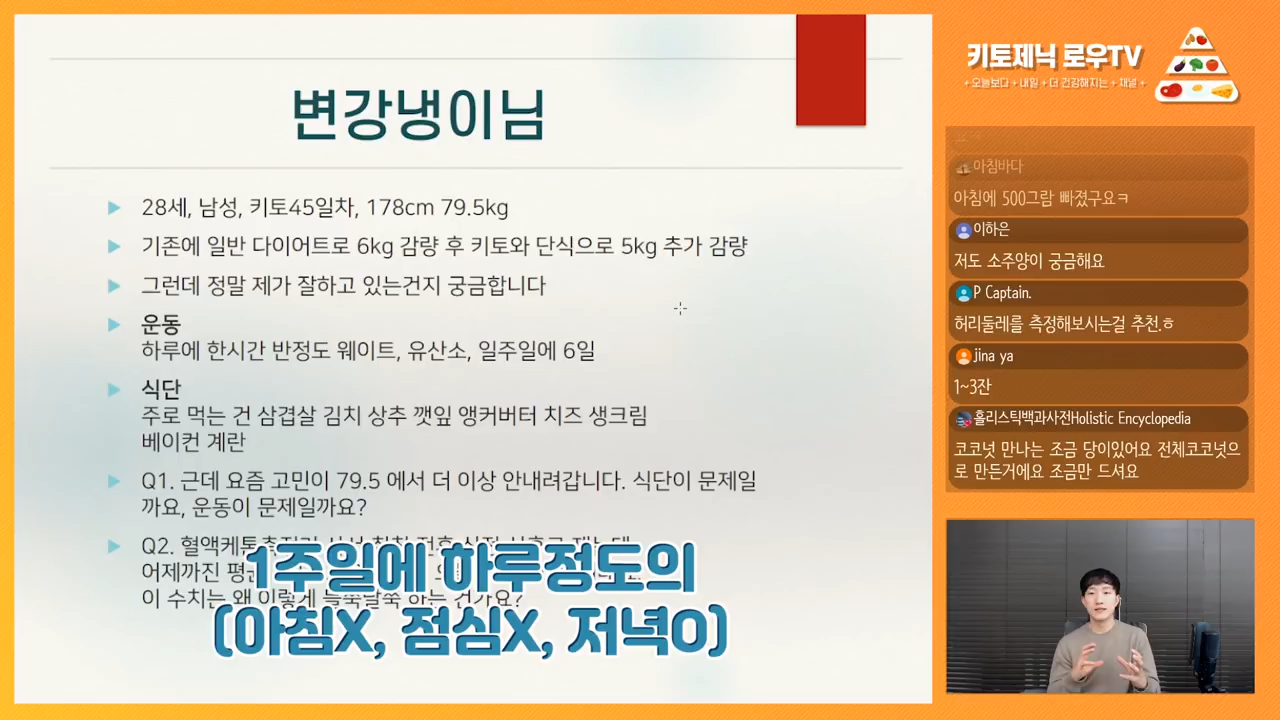 변강냉이님
28세, 남성, 키토45일차, 178cm 79.5kg
기존에 일반 다이어트로 6kg 감량 후 키토와 단식으로 5kg 추가 감량
그런데 정말 제가 잘하고 있는건지 궁금합니다
운동
하루에 한시간 반정도 웨이트, 유산소, 일주일에 6일
식단
주로 먹는 건 삼겹살 김치 상추 깻잎 앵커버터 치즈 생크림
베이컨 계란
Q1. 근데 요즘 고민이 79.5 에서 더 이상 안내려갑니다. 식단이 문제일
까요, 운동이 문제일까요?
Q2. 혈액케톤
어제까진
이 수치는 왜 이렇게 들쭉날쭉 하는 건가요?
1주일에 하루정도의
(아침X, 점심X, 저녁O)
키토제닉 로우TV
+ 오늘보다 + 내일 + 더 건강해지는 + 채널 +
아침바다
아침에 500그람 빠졌구요ㅋ
이하은
저도 소주양이 궁금해요
P Captain.
허리둘레를 측정해보시는걸 추천.ㅎ
jina ya
1~3잔
홀리스틱백과사전Holistic Encyclopedia
코코넛 만나는 조금 당이있어요 전체코코넛으
로 만든거에요 조금만 드셔요